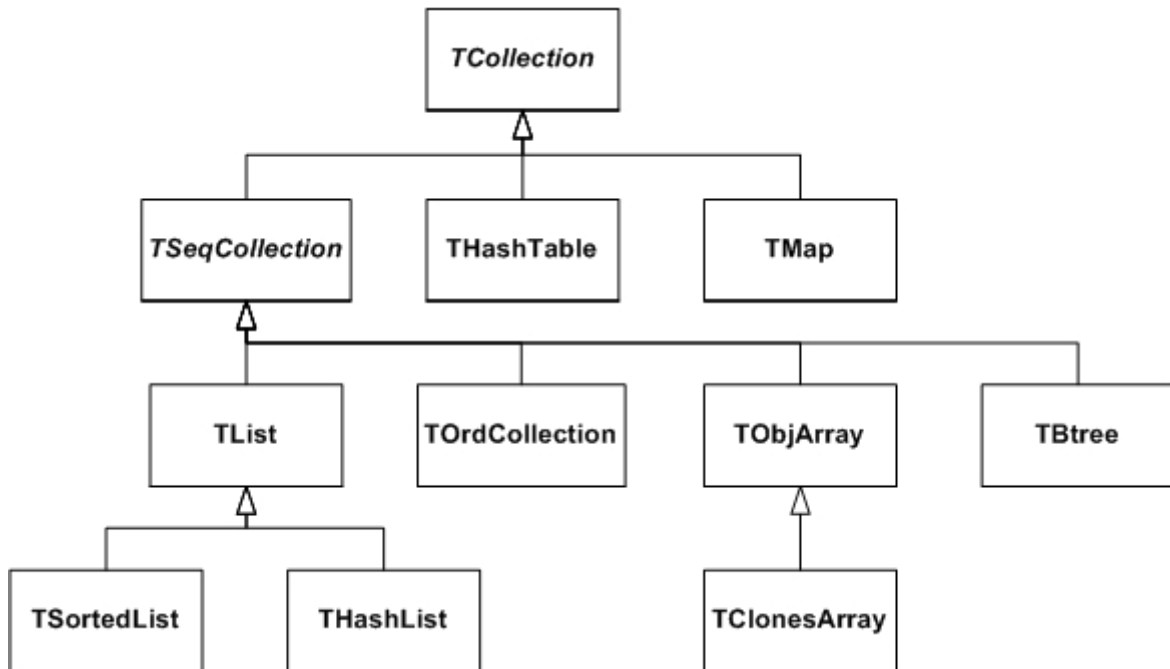 TCollection
TSeqCollection
THashTable
TMap
TList
TOrdCollection
TObjArray
TBtree
TSortedList
THashList
TClonesArray